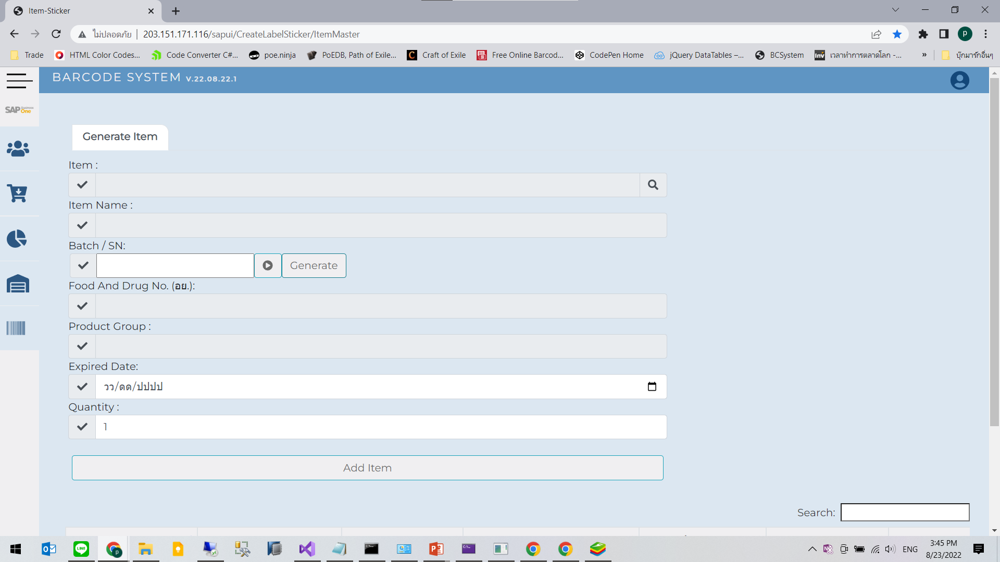 Item-Sticker
ไม่ปลอดภัย 203.151.171.116/sapui/CreateLabelSticker/ItemMaster
P
Trade HTML Color Codes... Code Converter C#... poe.ninja PoEDB, Path of Exile... Craft of Exile Free Online Barcod... CodePen Home jQuery DataTables –... BCSystem เวลาทำการตลาดโลก -... » บุ๊กมาร์กอื่นๆ
BARCODE SYSTEM V.22.08.22.1
SAP Business One
Generate Item
Item :
Item Name :
Batch / SN:
Generate
Food And Drug No. (อย.):
Product Group :
Expired Date:
วว/ดด/ปปปป
Quantity :
1
Add Item
Search:
ENG
3:45 PM
8/23/2022